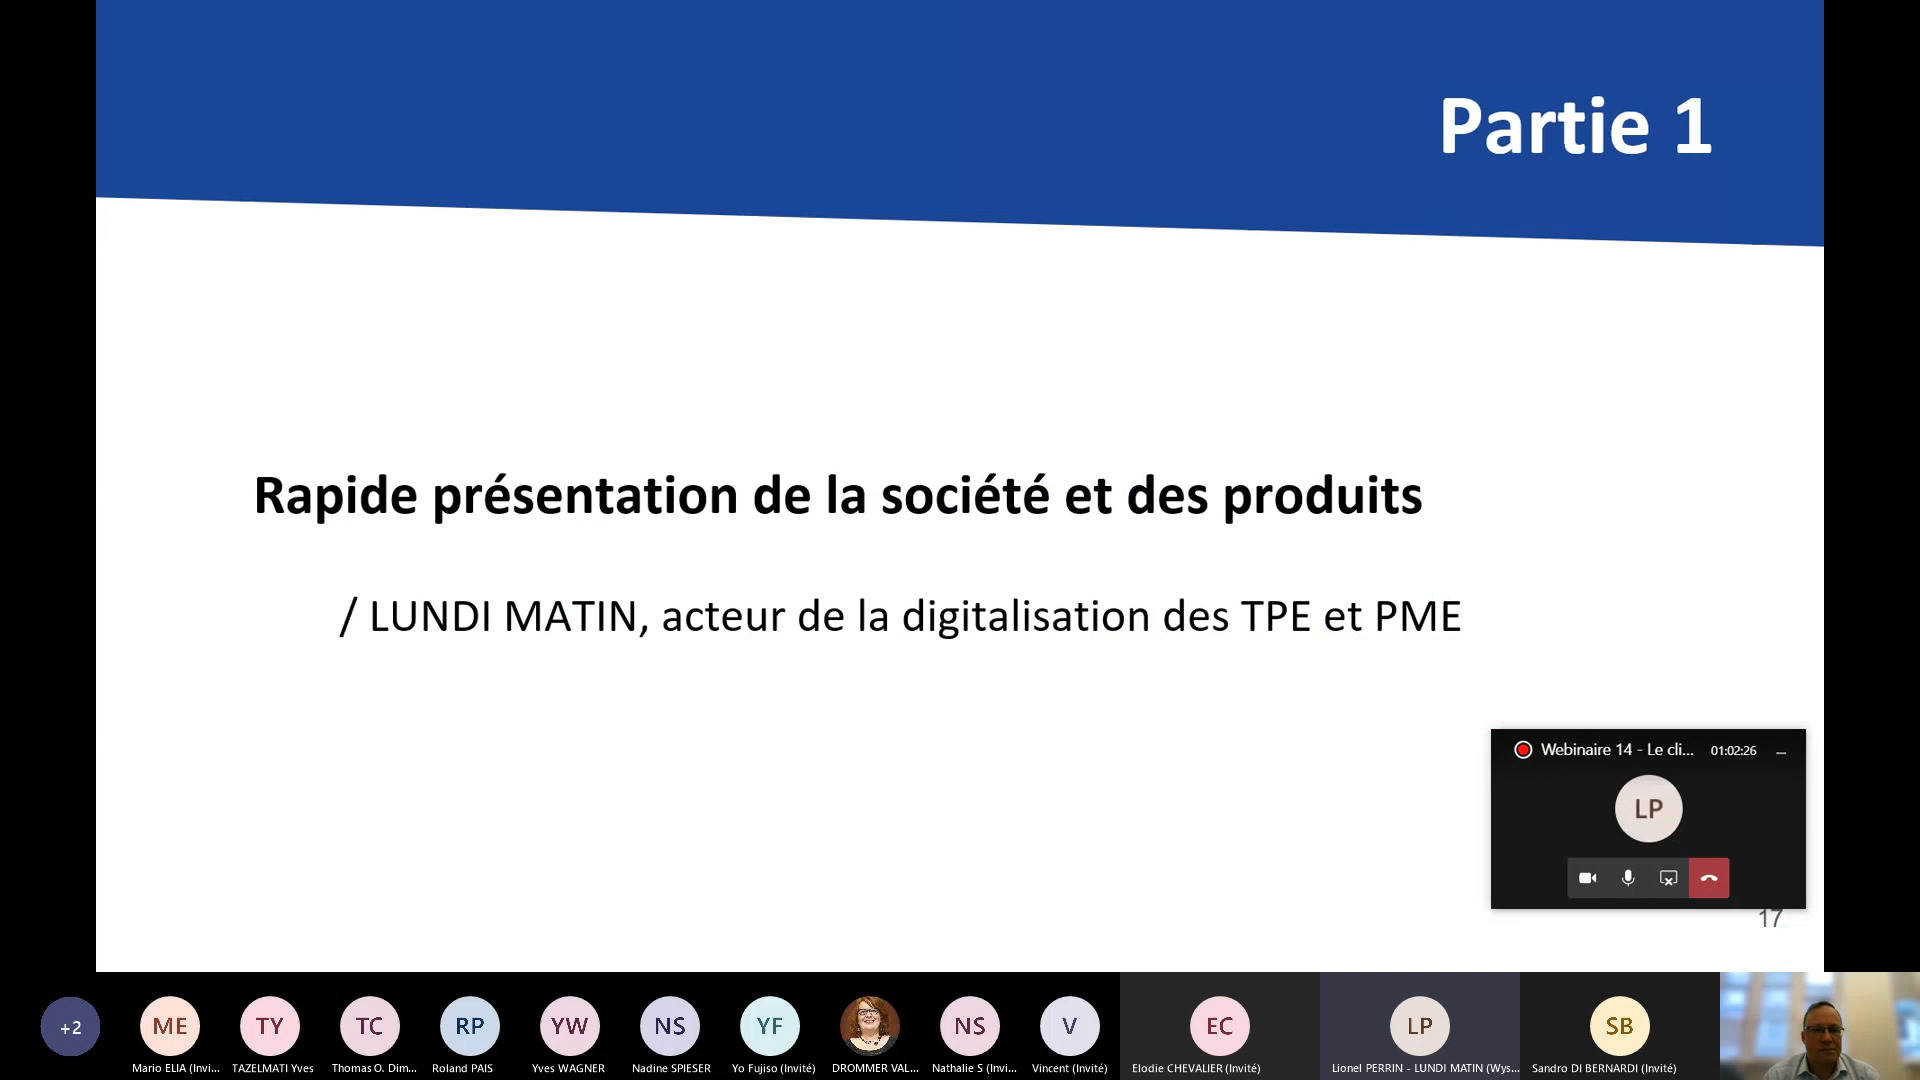 Partie 1
Rapide présentation de la société et des produits
/ LUNDI MATIN, acteur de la digitalisation des TPE et PME
Webinaire 14 - Le cli... 01:02:26
LP
17
+2
ME
TY
TC
RP
YW
NS
YF
NS
V
EC
LP
SB
Mario ELIA (Invi...
TAZELMATI Yves
Thomas O. Dim...
Roland PAIS
Yves WAGNER
Nadine SPIESER
Yo Fujiso (Invité)
DROMMER VAL...
Nathalie S (Invi...
Vincent (Invité)
Elodie CHEVALIER (Invité)
Lionel PERRIN - LUNDI MATIN (Wys...
Sandro DI BERNARDI (Invité)